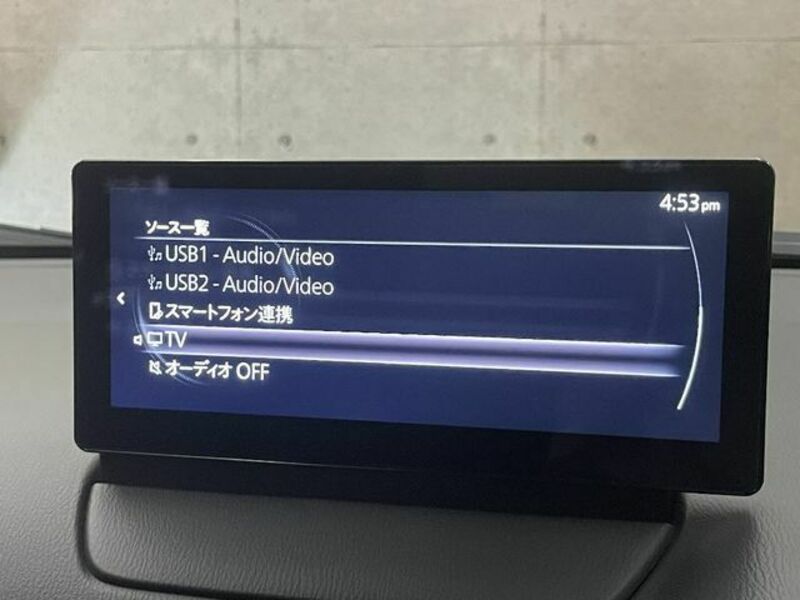 4:53pm
ソース一覧
USB1 - Audio/Video
USB2 - Audio/Video
スマートフォン連携
TV
オーディオ OFF